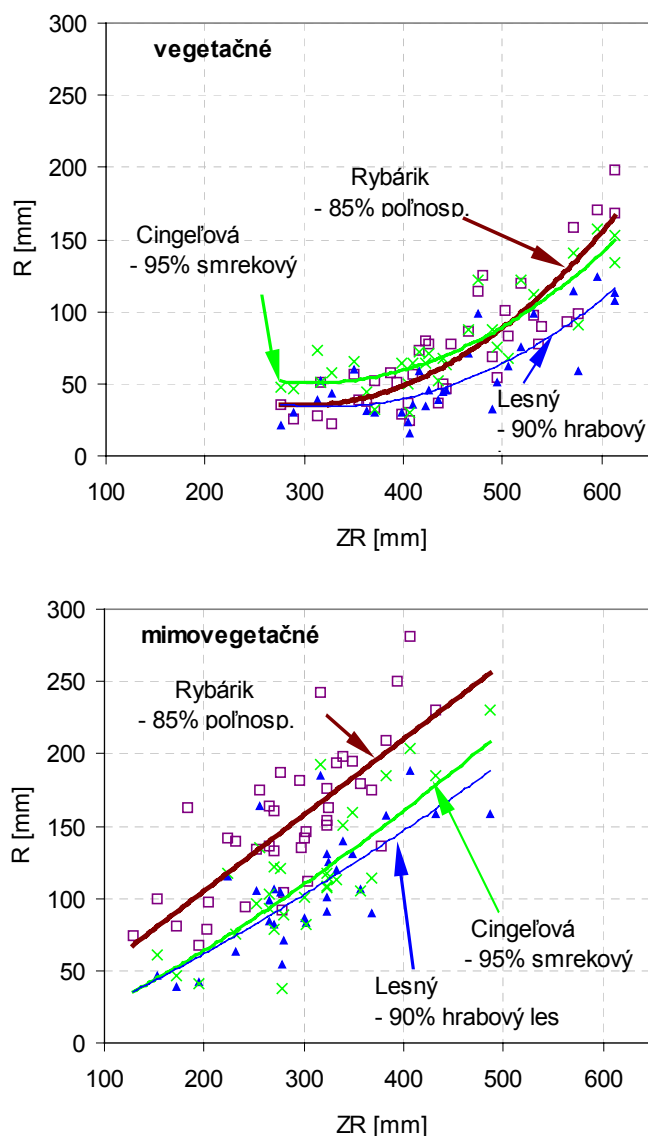 300
vegetačné
250
200
Rybárik
- 85% poľnosp.
150
Cingeľová
- 95% smrekový
100
50
Lesný
- 90% hrabový
0
100 200 300 400 500 600
R [mm]
ZR [mm]
300
mimovegetačné
250
Rybárik
- 85% poľnosp.
200
150
100
Cingeľová
- 95% smrekový
50
Lesný
- 90% hrabový les
0
100 200 300 400 500 600
R [mm]
ZR [mm]